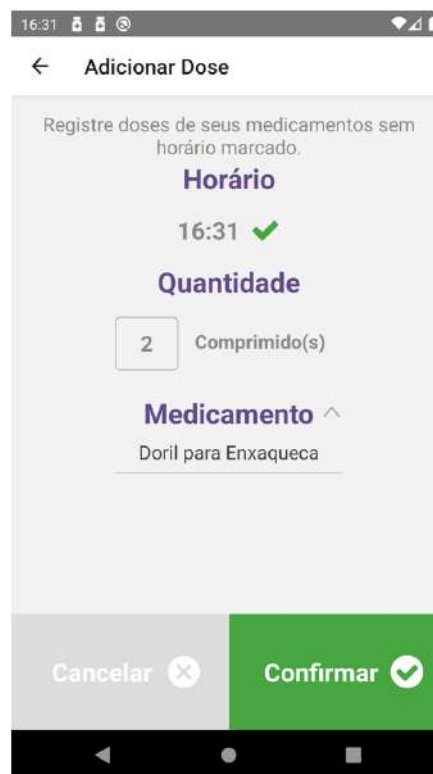 16:31
Adicionar Dose
Registre doses de seus medicamentos sem
horário marcado.
Horário
16:31
Quantidade
2 Comprimido(s)
Medicamento
Doril para Enxaqueca
Cancelar Confirmar